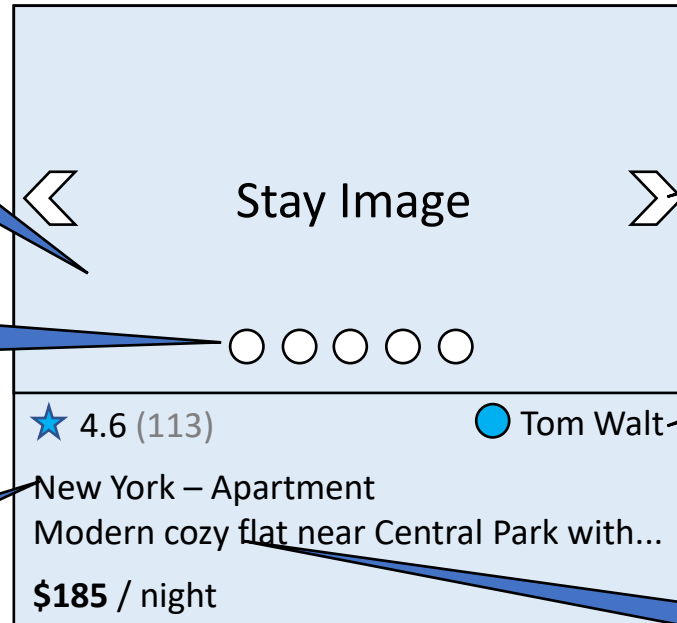 Stay Image
4.6 (113) Tom Walt
New York – Apartment
Modern cozy flat near Central Park with...
$185 / night